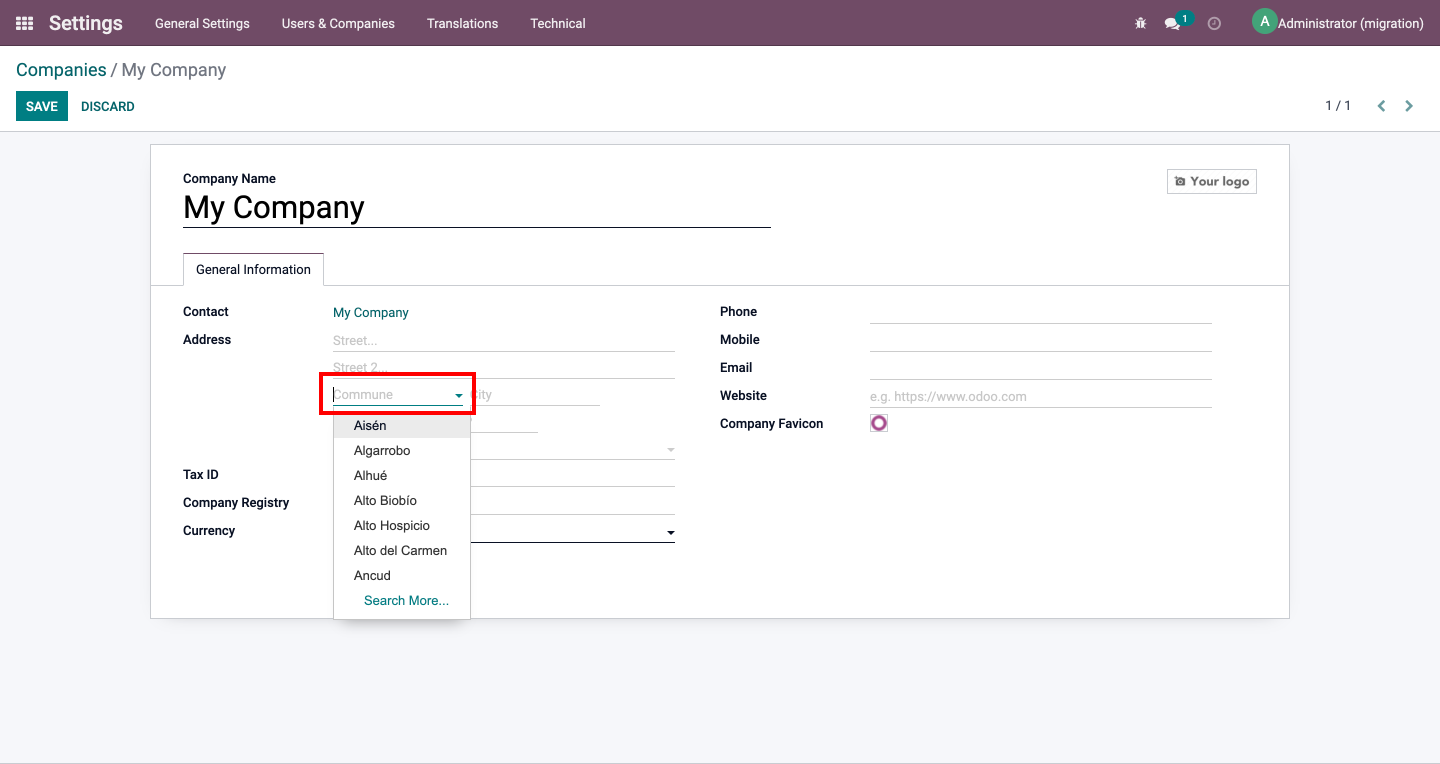 Settings General Settings Users & Companies Translations Technical 1 A Administrator (migration)
Companies / My Company
SAVE DISCARD 1 / 1
Company Name
Your logo
My Company
General Information
Contact My Company Phone
Address Street... Mobile
Street 2... Email
Commune City Website e.g. https://www.odoo.com
Company Favicon
Aisén
Algarrobo
Alhué
Tax ID
Alto Biobío
Company Registry
Alto Hospicio
Currency
Alto del Carmen
Ancud
Search More...